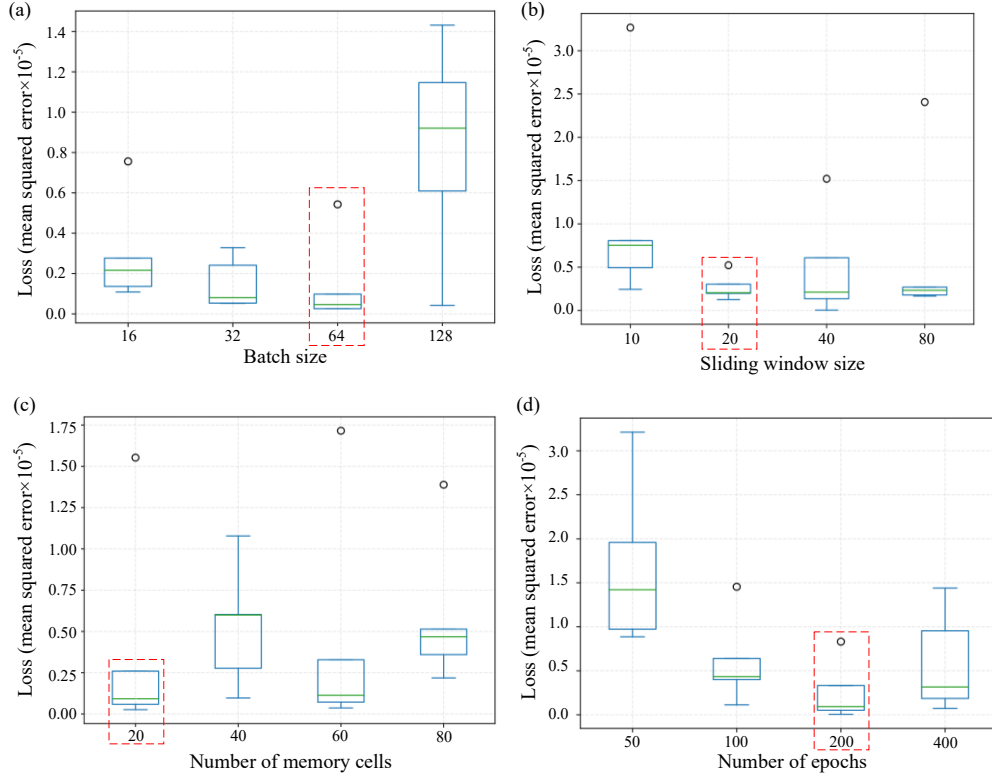 (a)
Loss (mean squared error×10⁻⁵)
1.4
1.2
1.0
0.8
0.6
0.4
0.2
0.0
16 32 64 128
Batch size
(b)
Loss (mean squared error×10⁻⁵)
3.0
2.5
2.0
1.5
1.0
0.5
0.0
10 20 40 80
Sliding window size
(c)
Loss (mean squared error×10⁻⁵)
1.75
1.50
1.25
1.00
0.75
0.50
0.25
0.00
20 40 60 80
Number of memory cells
(d)
Loss (mean squared error×10⁻⁵)
3.0
2.5
2.0
1.5
1.0
0.5
0.0
50 100 200 400
Number of epochs